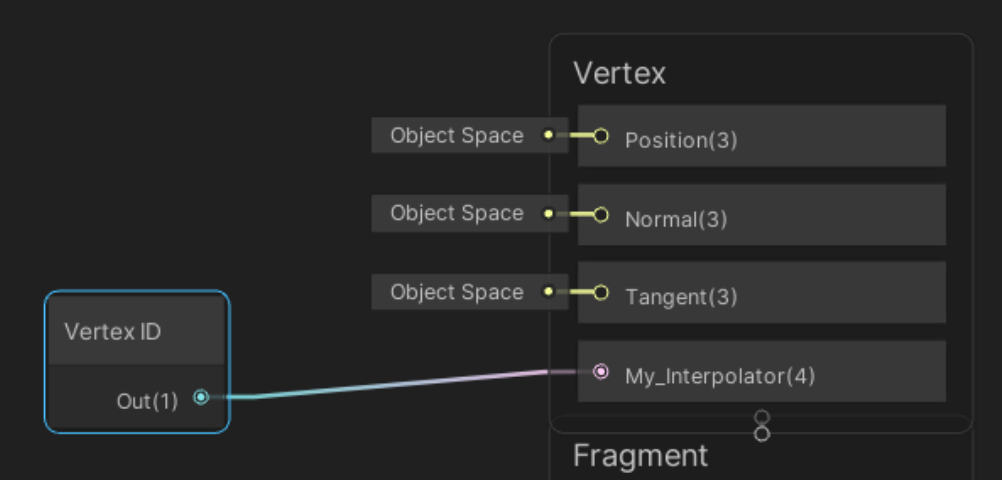 Vertex
Object Space
Position(3)
Object Space
Normal(3)
Object Space
Tangent(3)
Vertex ID
My_Interpolator(4)
Out(1)
Fragment